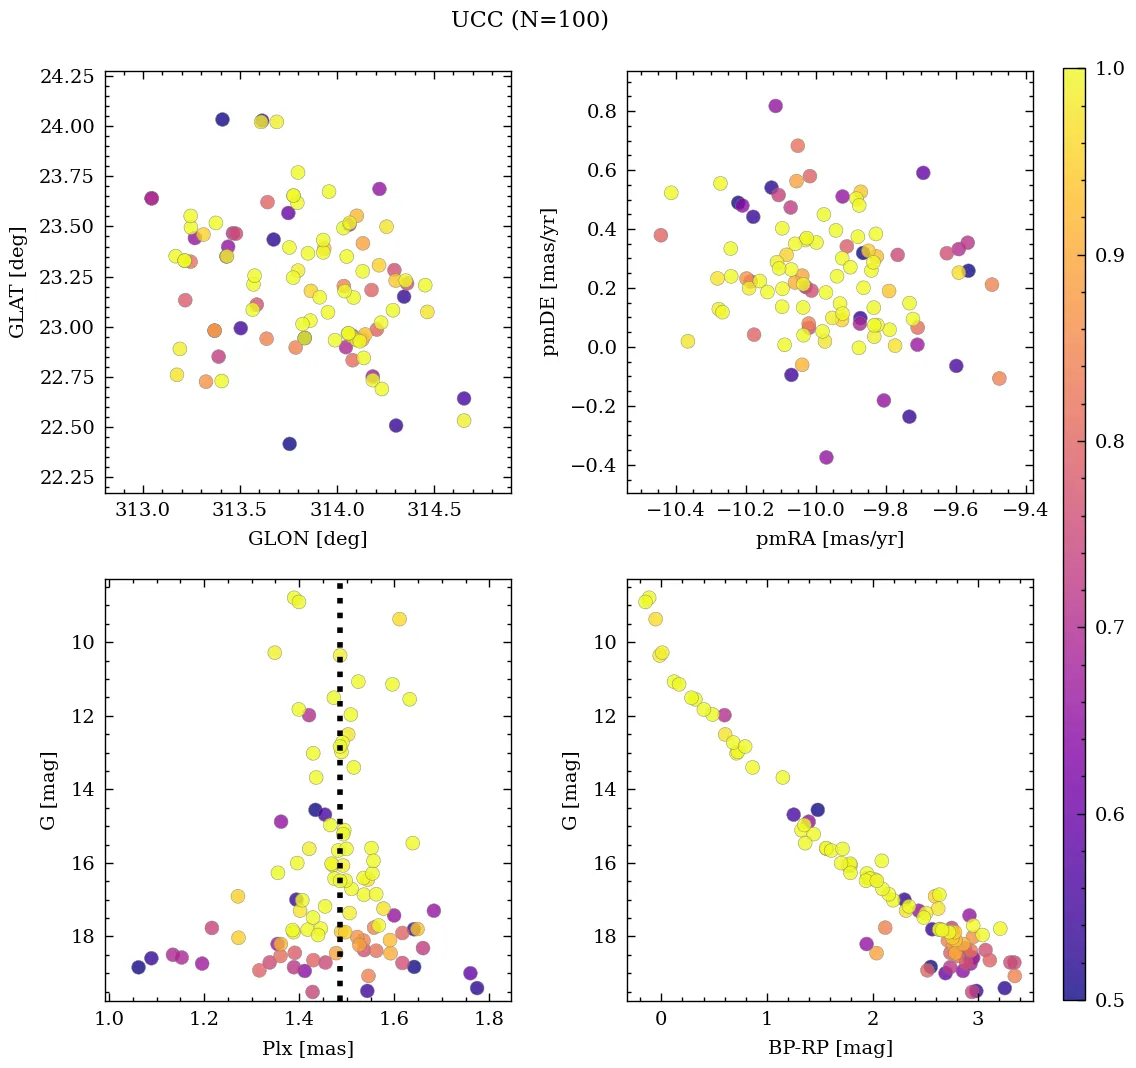 UCC (N=100)
24.25
24.00
23.75
23.50
23.25
23.00
22.75
22.50
22.25
GLAT [deg]
313.0 313.5 314.0 314.5
GLON [deg]
0.8
0.6
0.4
0.2
0.0
−0.2
−0.4
pmDE [mas/yr]
−10.4 −10.2 −10.0 −9.8 −9.6 −9.4
pmRA [mas/yr]
10
12
14
16
18
G [mag]
1.0 1.2 1.4 1.6 1.8
Plx [mas]
10
12
14
16
18
G [mag]
0 1 2 3
BP-RP [mag]
1.0
0.9
0.8
0.7
0.6
0.5